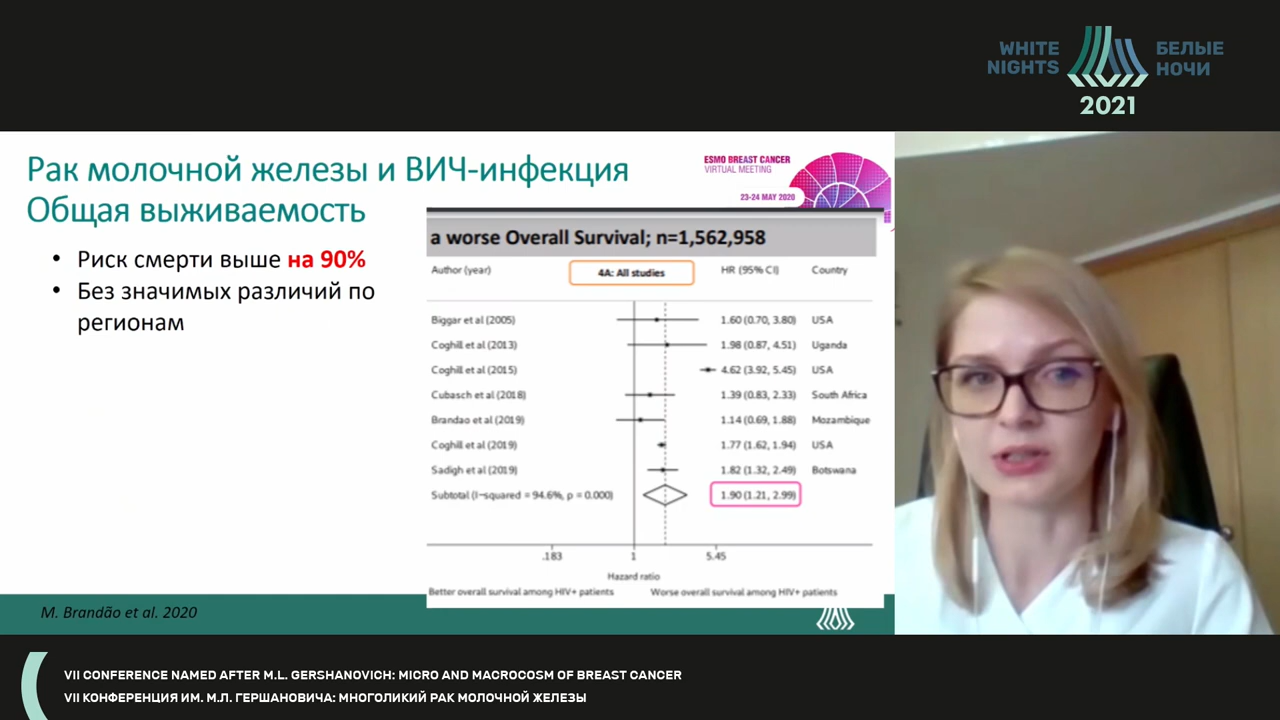 WHITE
NIGHTS
БЕЛЫЕ
НОЧИ
2021
Рак молочной железы и ВИЧ-инфекция
Общая выживаемость
ESMO BREAST CANCER
VIRTUAL MEETING
23-24 MAY 2020
• Риск смерти выше на 90%
• Без значимых различий по
регионам
a worse Overall Survival; n=1,562,958
Author (year) 4A: All studies HR (95% CI) Country
Biggar et al (2005) 1.60 (0.70, 3.80) USA
Coghill et al (2013) 1.98 (0.87, 4.51) Uganda
Coghill et al (2015) 4.62 (3.92, 5.45) USA
Cubasch et al (2018) 1.39 (0.83, 2.33) South Africa
Brandao et al (2019) 1.14 (0.69, 1.88) Mozambique
Coghill et al (2019) 1.77 (1.62, 1.94) USA
Sadigh et al (2019) 1.82 (1.32, 2.49) Botswana
Subtotal (I-squared = 94.6%, p = 0.000) 1.90 (1.21, 2.99)
.183 1 5.45
Hazard ratio
Better overall survival among HIV+ patients Worse overall survival among HIV+ patients
M. Brandão et al. 2020
VII CONFERENCE NAMED AFTER M.L. GERSHANOVICH: MICRO AND MACROCOSM OF BREAST CANCER
VII КОНФЕРЕНЦИЯ ИМ. М.Л. ГЕРШАНОВИЧА: МНОГОЛИКИЙ РАК МОЛОЧНОЙ ЖЕЛЕЗЫ